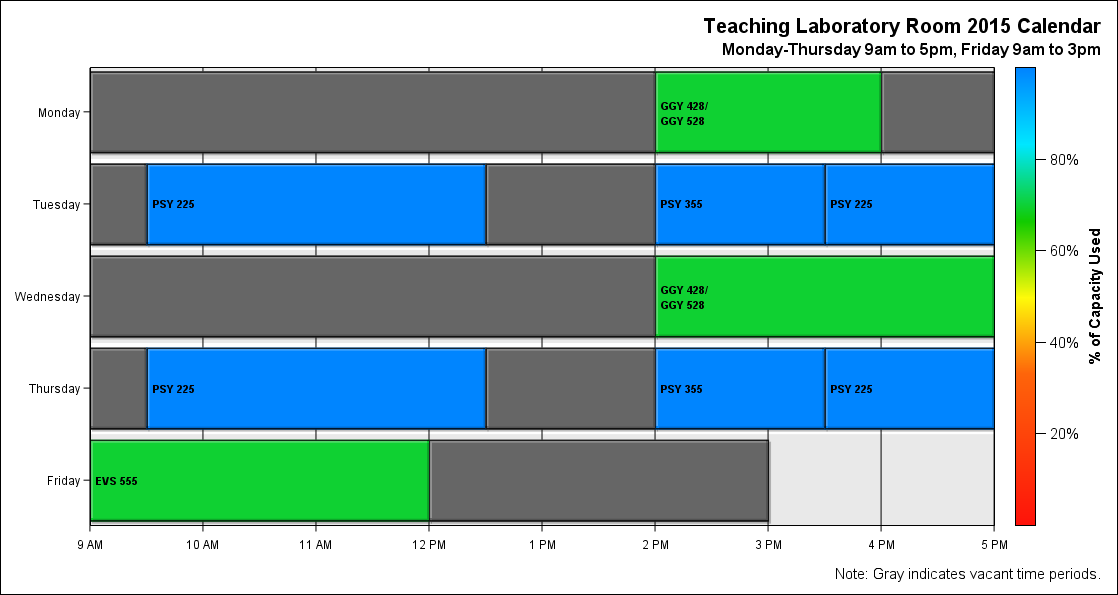 Teaching Laboratory Room 2015 Calendar
Monday-Thursday 9am to 5pm, Friday 9am to 3pm
Monday
GGY 428/
GGY 528
Tuesday
PSY 225
PSY 355
PSY 225
Wednesday
GGY 428/
GGY 528
Thursday
PSY 225
PSY 355
PSY 225
Friday
EVS 555
9 AM
10 AM
11 AM
12 PM
1 PM
2 PM
3 PM
4 PM
5 PM
80%
60%
40%
20%
% of Capacity Used
Note: Gray indicates vacant time periods.